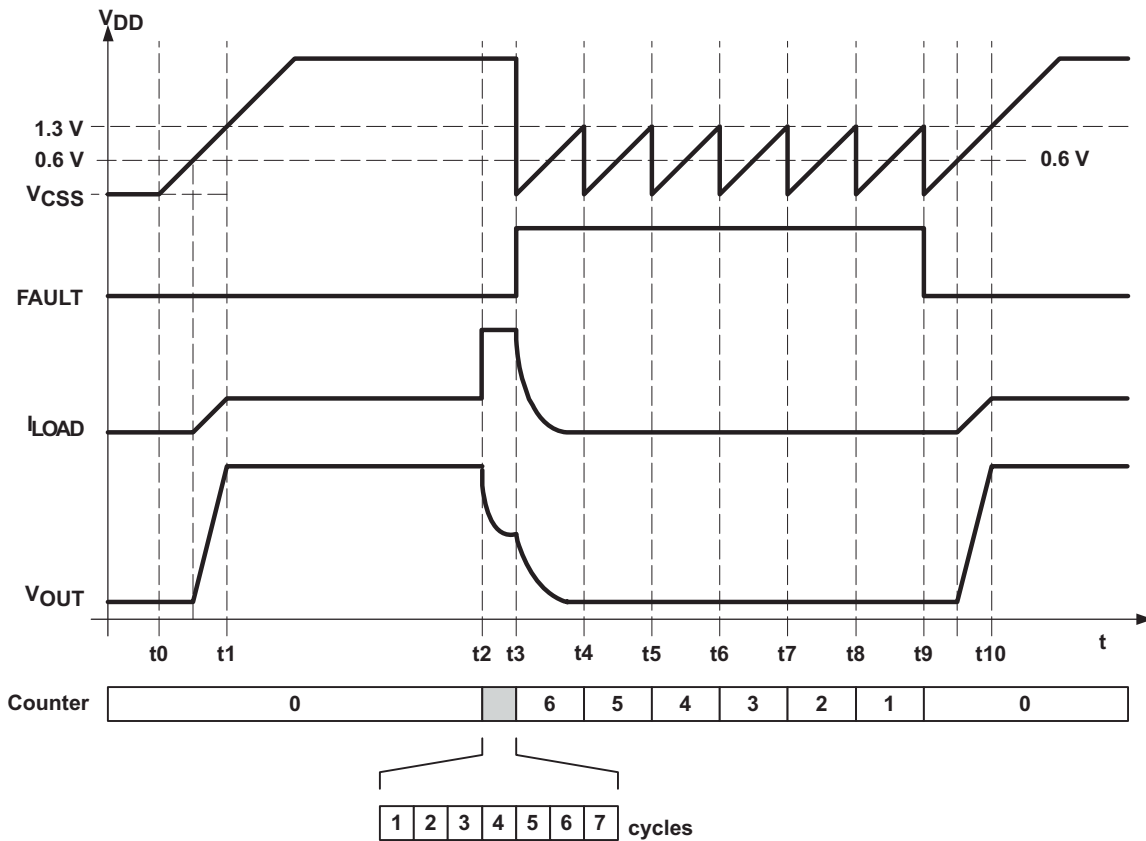 VDD
1.3 V
0.6 V
0.6 V
VCSS
FAULT
ILOAD
VOUT
t0 t1 t2 t3 t4 t5 t6 t7 t8 t9 t10 t
Counter 0 6 5 4 3 2 1 0
1 2 3 4 5 6 7 cycles